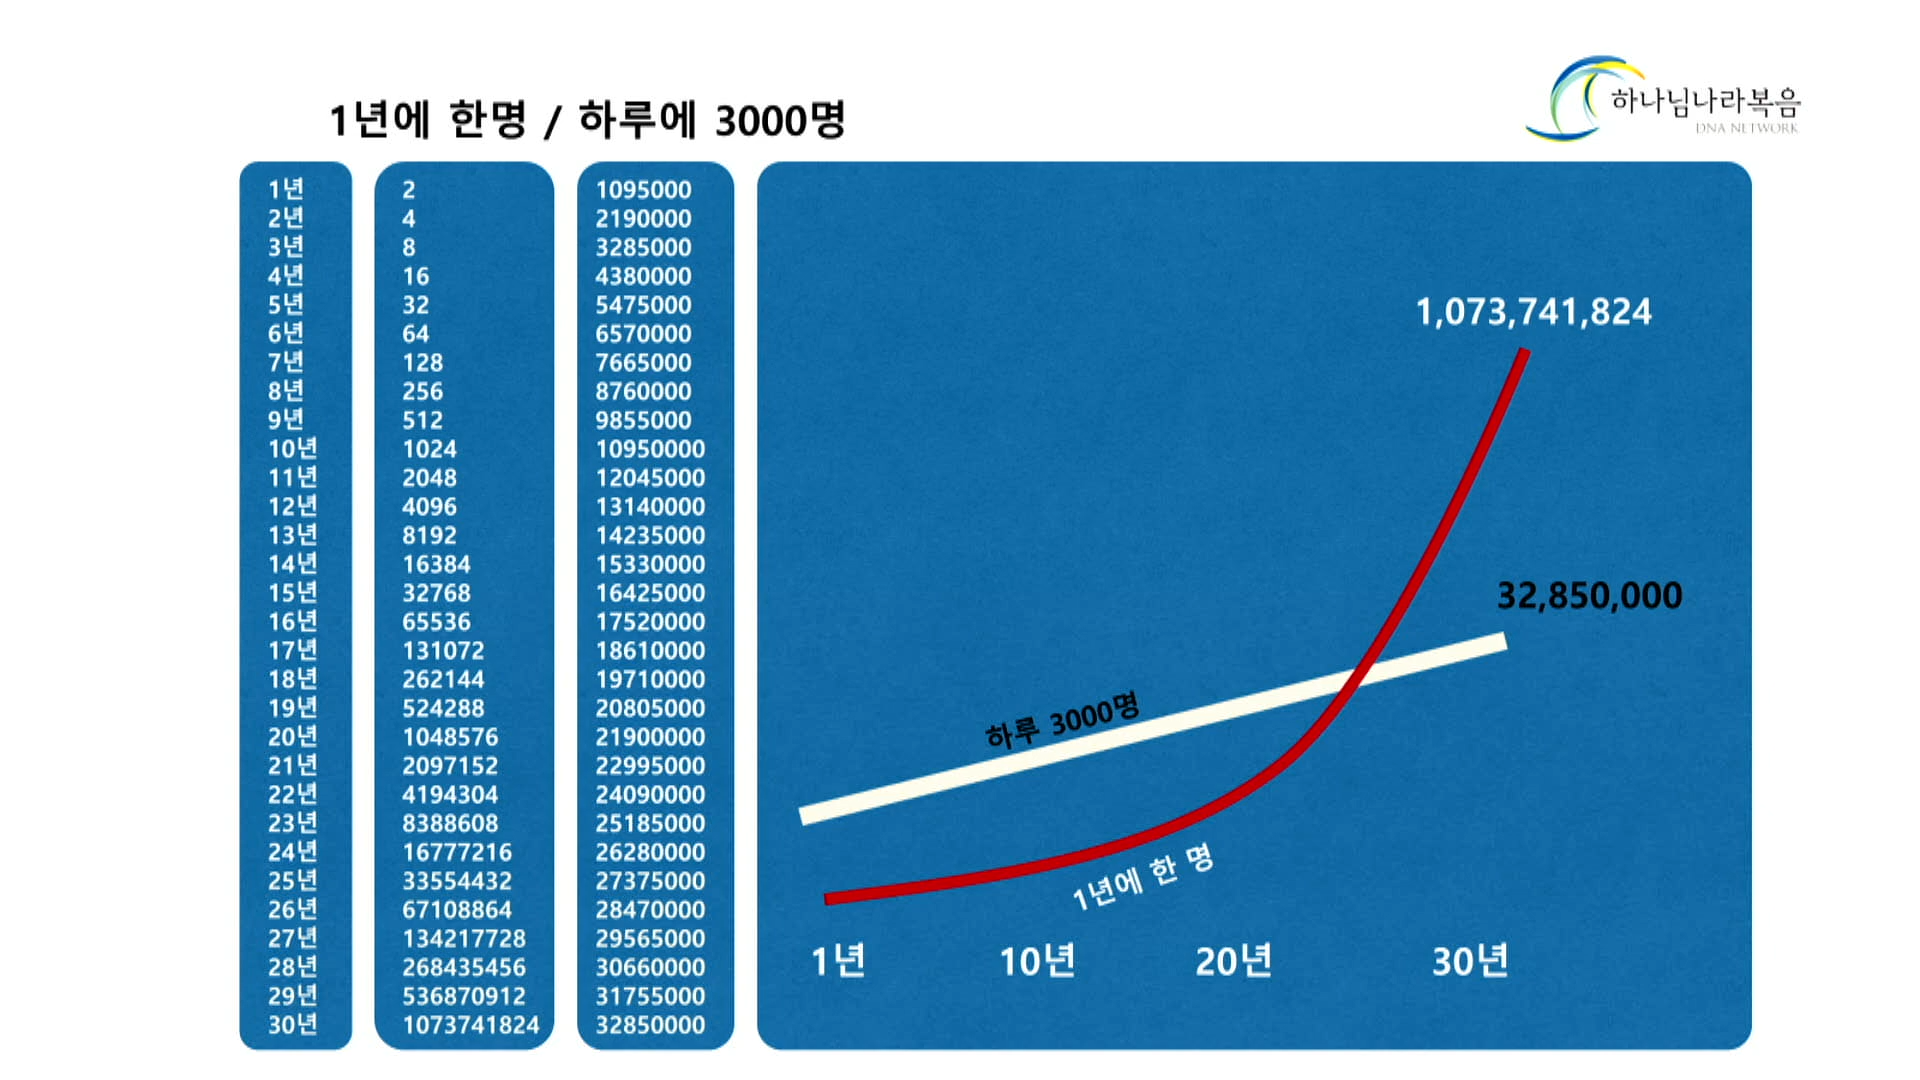 하나님나라복음
DNA NETWORK
1년에 한명 / 하루에 3000명
1년 2 1095000
2년 4 2190000
3년 8 3285000
4년 16 4380000
5년 32 5475000
6년 64 6570000
7년 128 7665000
8년 256 8760000
9년 512 9855000
10년 1024 10950000
11년 2048 12045000
12년 4096 13140000
13년 8192 14235000
14년 16384 15330000
15년 32768 16425000
16년 65536 17520000
17년 131072 18610000
18년 262144 19710000
19년 524288 20805000
20년 1048576 21900000
21년 2097152 22995000
22년 4194304 24090000
23년 8388608 25185000
24년 16777216 26280000
25년 33554432 27375000
26년 67108864 28470000
27년 134217728 29565000
28년 268435456 30660000
29년 536870912 31755000
30년 1073741824 32850000
1,073,741,824
32,850,000
하루 3000명
1년에 한 명
1년 10년 20년 30년